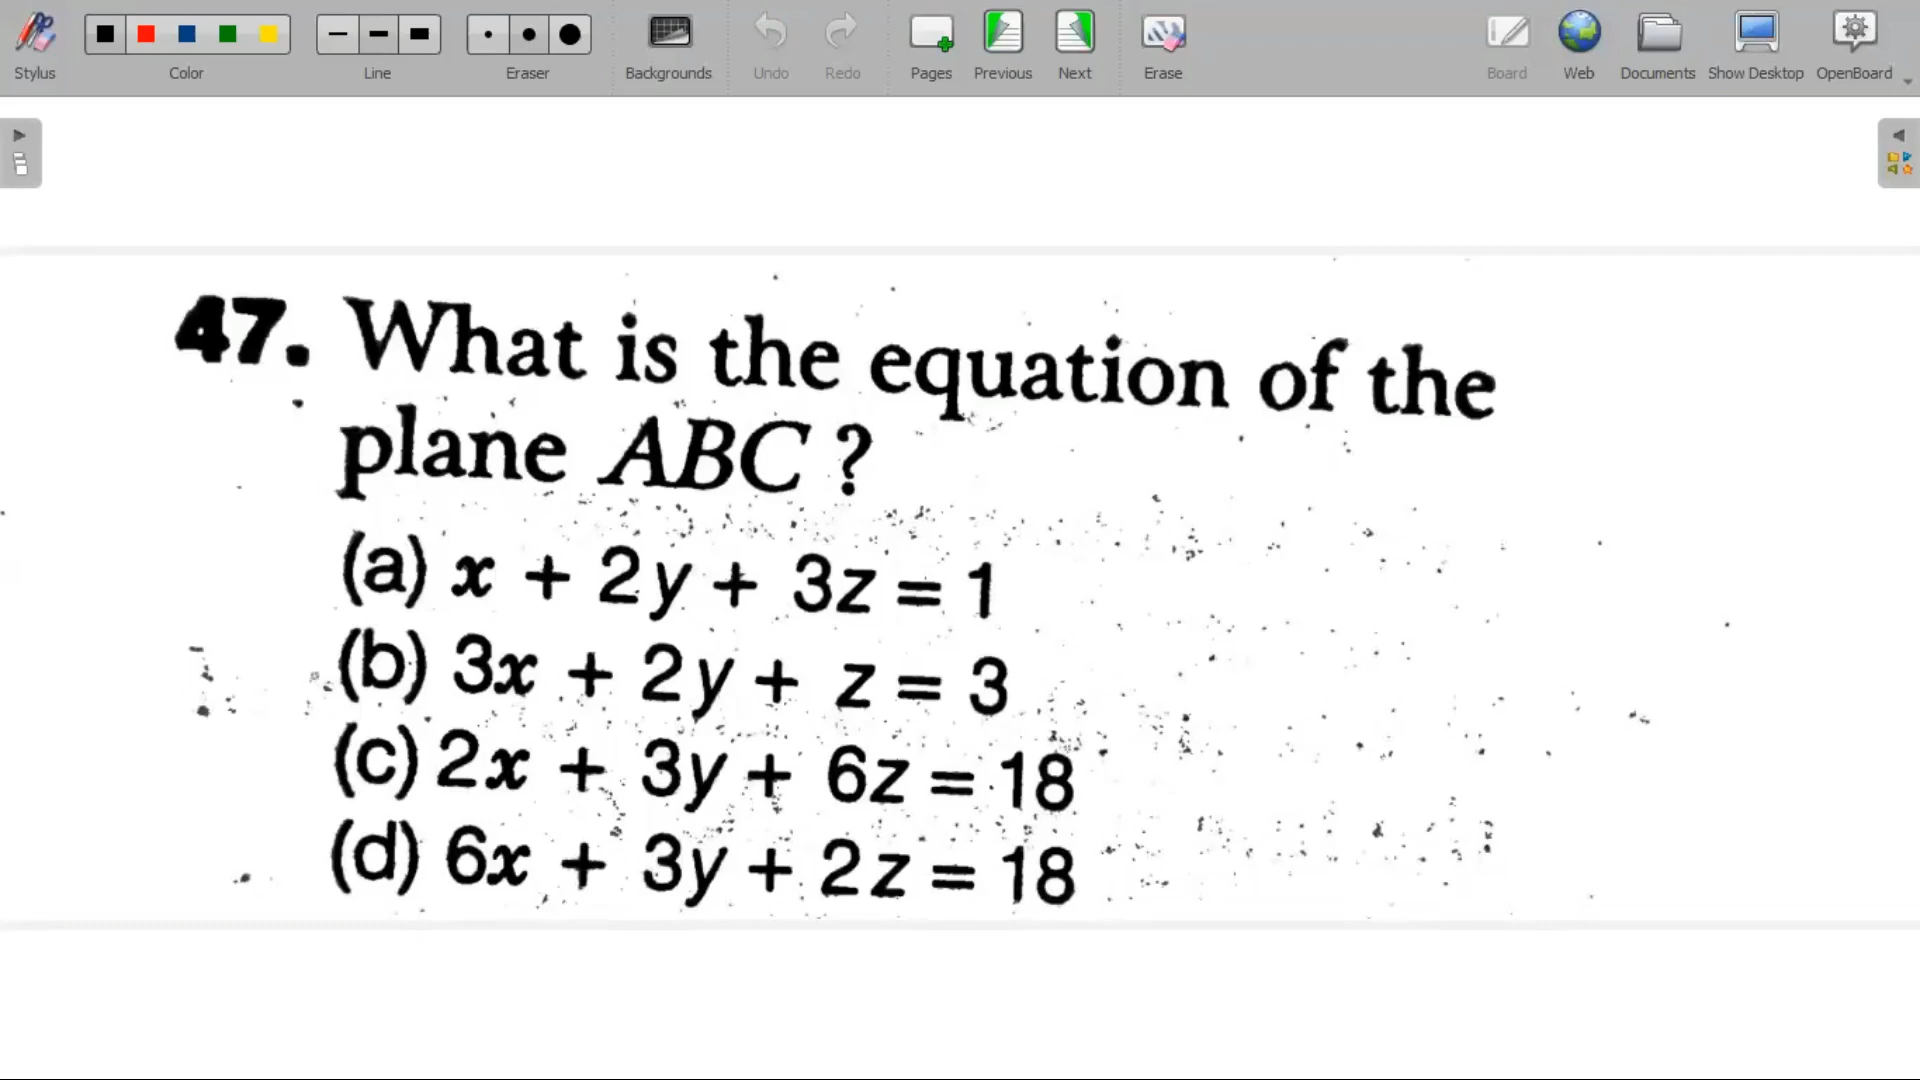 Stylus Color Line Eraser Backgrounds Undo Redo Pages Previous Next Erase Board Web Documents Show Desktop OpenBoard
47. What is the equation of the
plane ABC ?
(a) x + 2y + 3z = 1
(b) 3x + 2y + z = 3
(c) 2x + 3y + 6z = 18
(d) 6x + 3y + 2z = 18